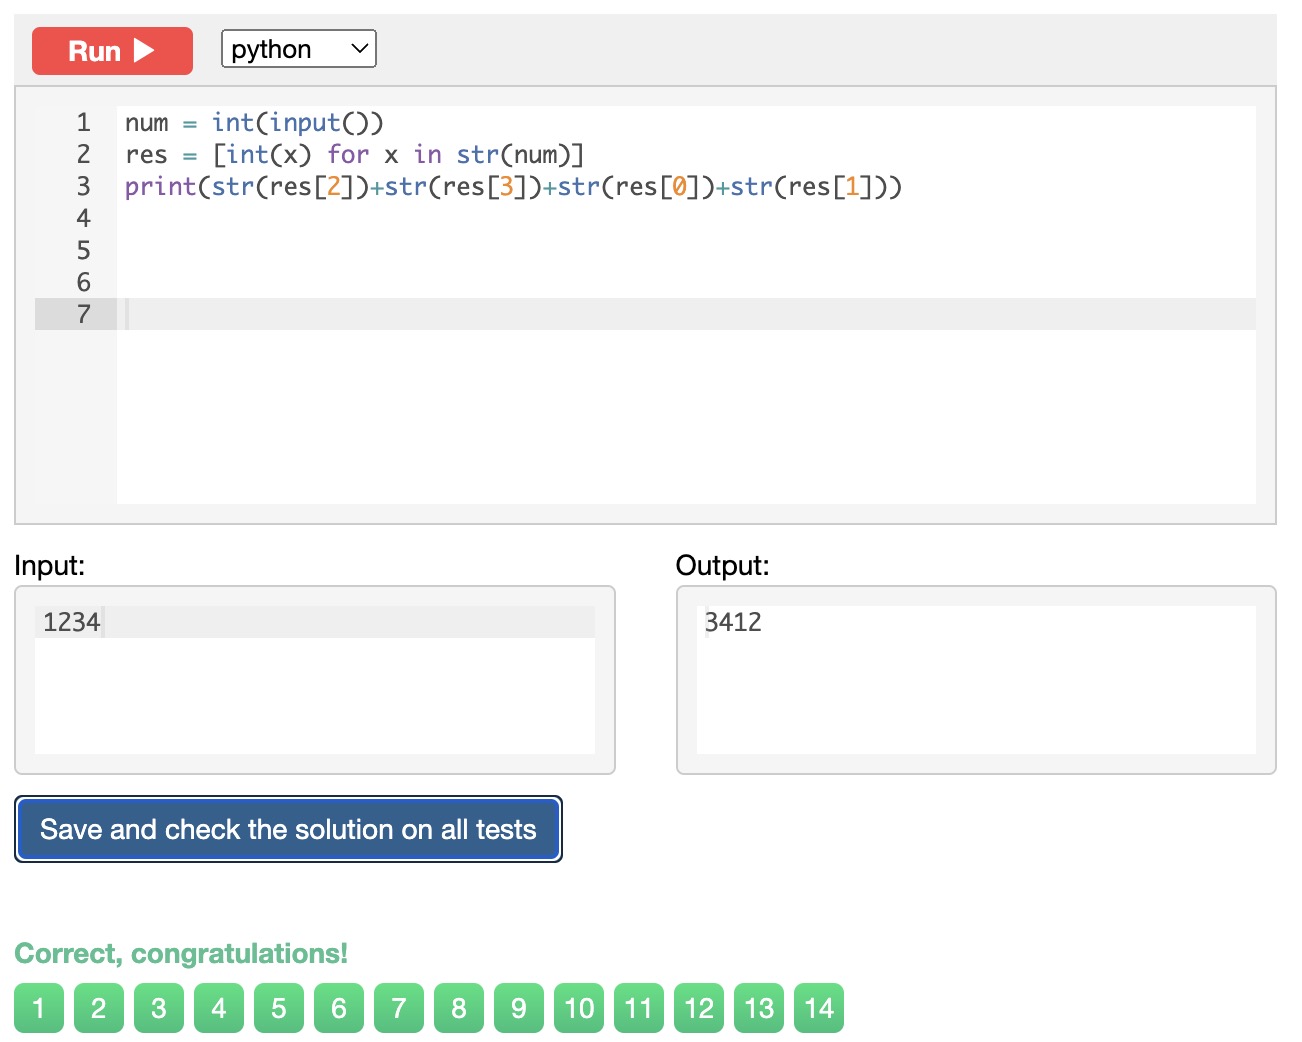 Run python
1 num = int(input())
2 res = [int(x) for x in str(num)]
3 print(str(res[2])+str(res[3])+str(res[0])+str(res[1]))
4
5
6
7
Input:
1234
Output:
3412
Save and check the solution on all tests
Correct, congratulations!
1 2 3 4 5 6 7 8 9 10 11 12 13 14